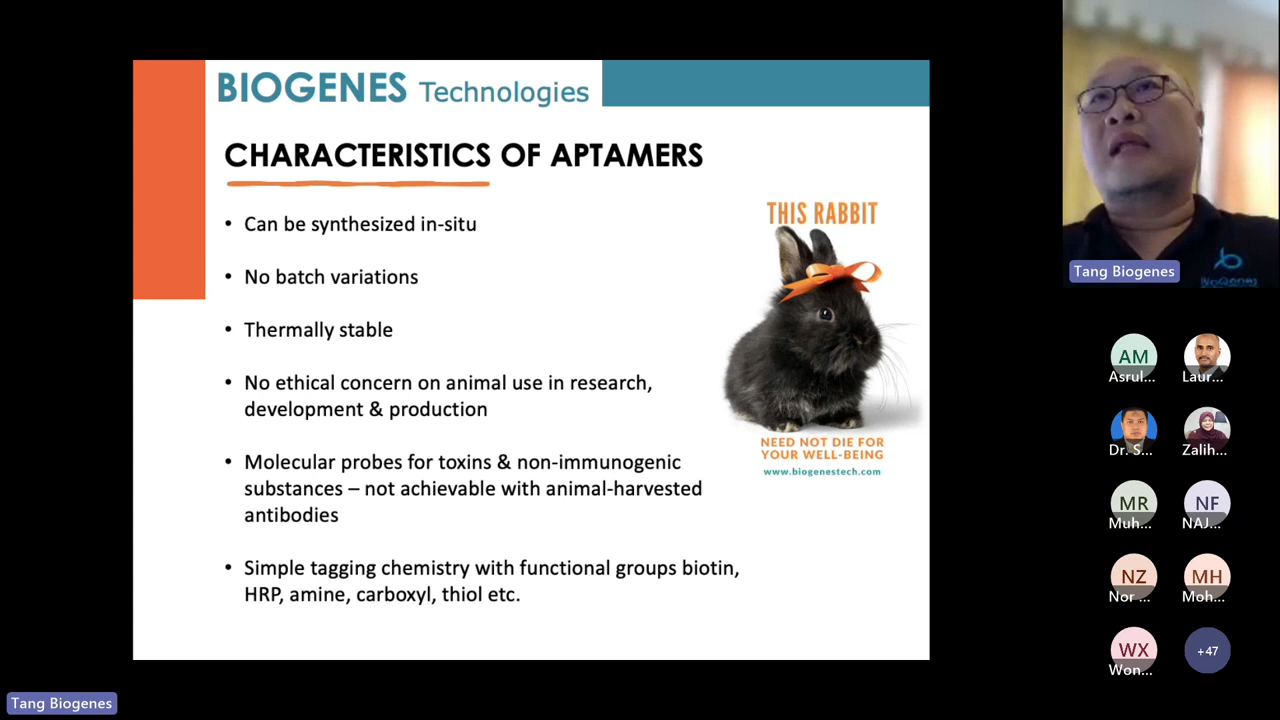 BIOGENES Technologies
CHARACTERISTICS OF APTAMERS
• Can be synthesized in-situ
• No batch variations
• Thermally stable
• No ethical concern on animal use in research,
development & production
• Molecular probes for toxins & non-immunogenic
substances – not achievable with animal-harvested
antibodies
• Simple tagging chemistry with functional groups biotin,
HRP, amine, carboxyl, thiol etc.
THIS RABBIT
NEED NOT DIE FOR
YOUR WELL-BEING
www.biogenestech.com
BioGenes
Tang Biogenes
AM
Asrul...
Laur...
Dr. S...
Zalih...
MR
Muh...
NF
NAJ...
NZ
Nor ...
MH
Moh...
WX
Won...
+47
Tang Biogenes